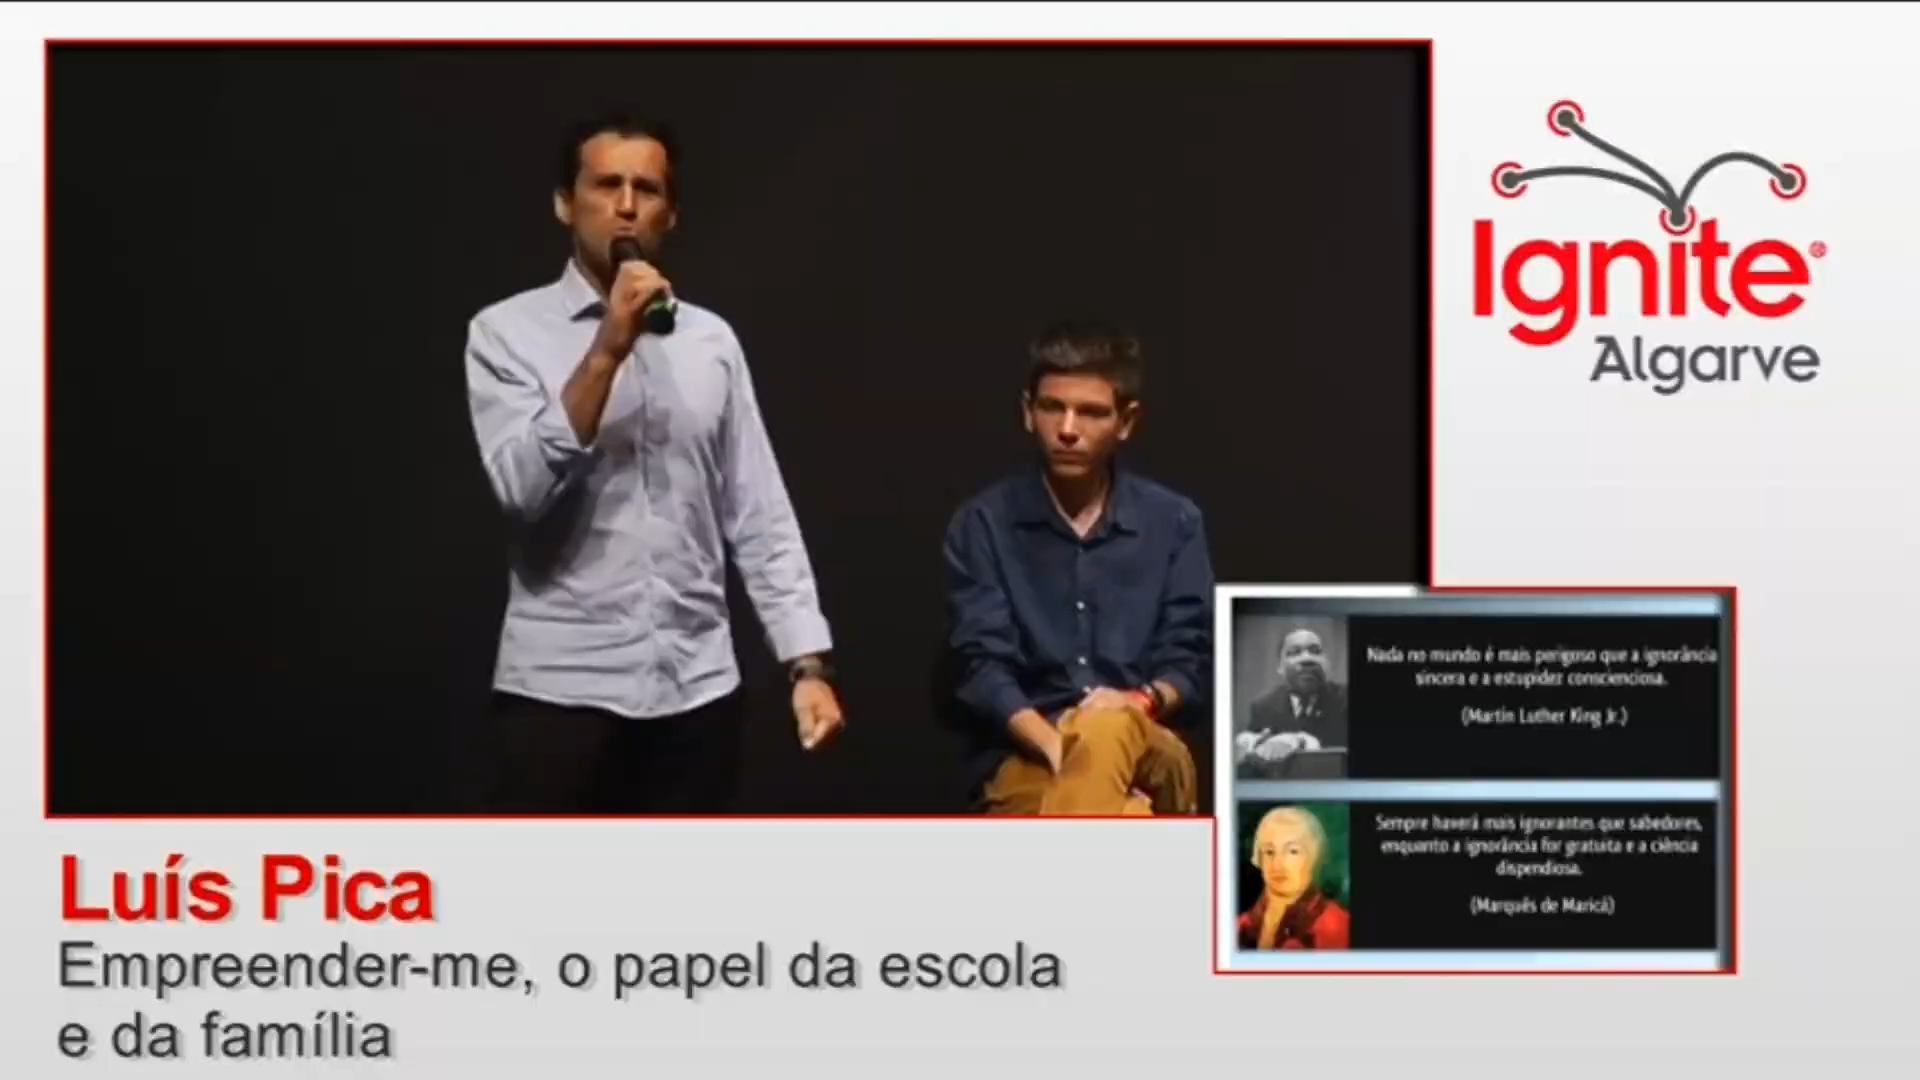 Ignite®
Algarve
Nada no mundo é mais perigoso que a ignorância
sincera e a estupidez conscienciosa.
(Martin Luther King Jr.)
Sempre haverá mais ignorantes que sabedores,
enquanto a ignorância for gratuita e a ciência
dispendiosa.
(Marquês de Maricá)
Luís Pica
Empreender-me, o papel da escola
e da família